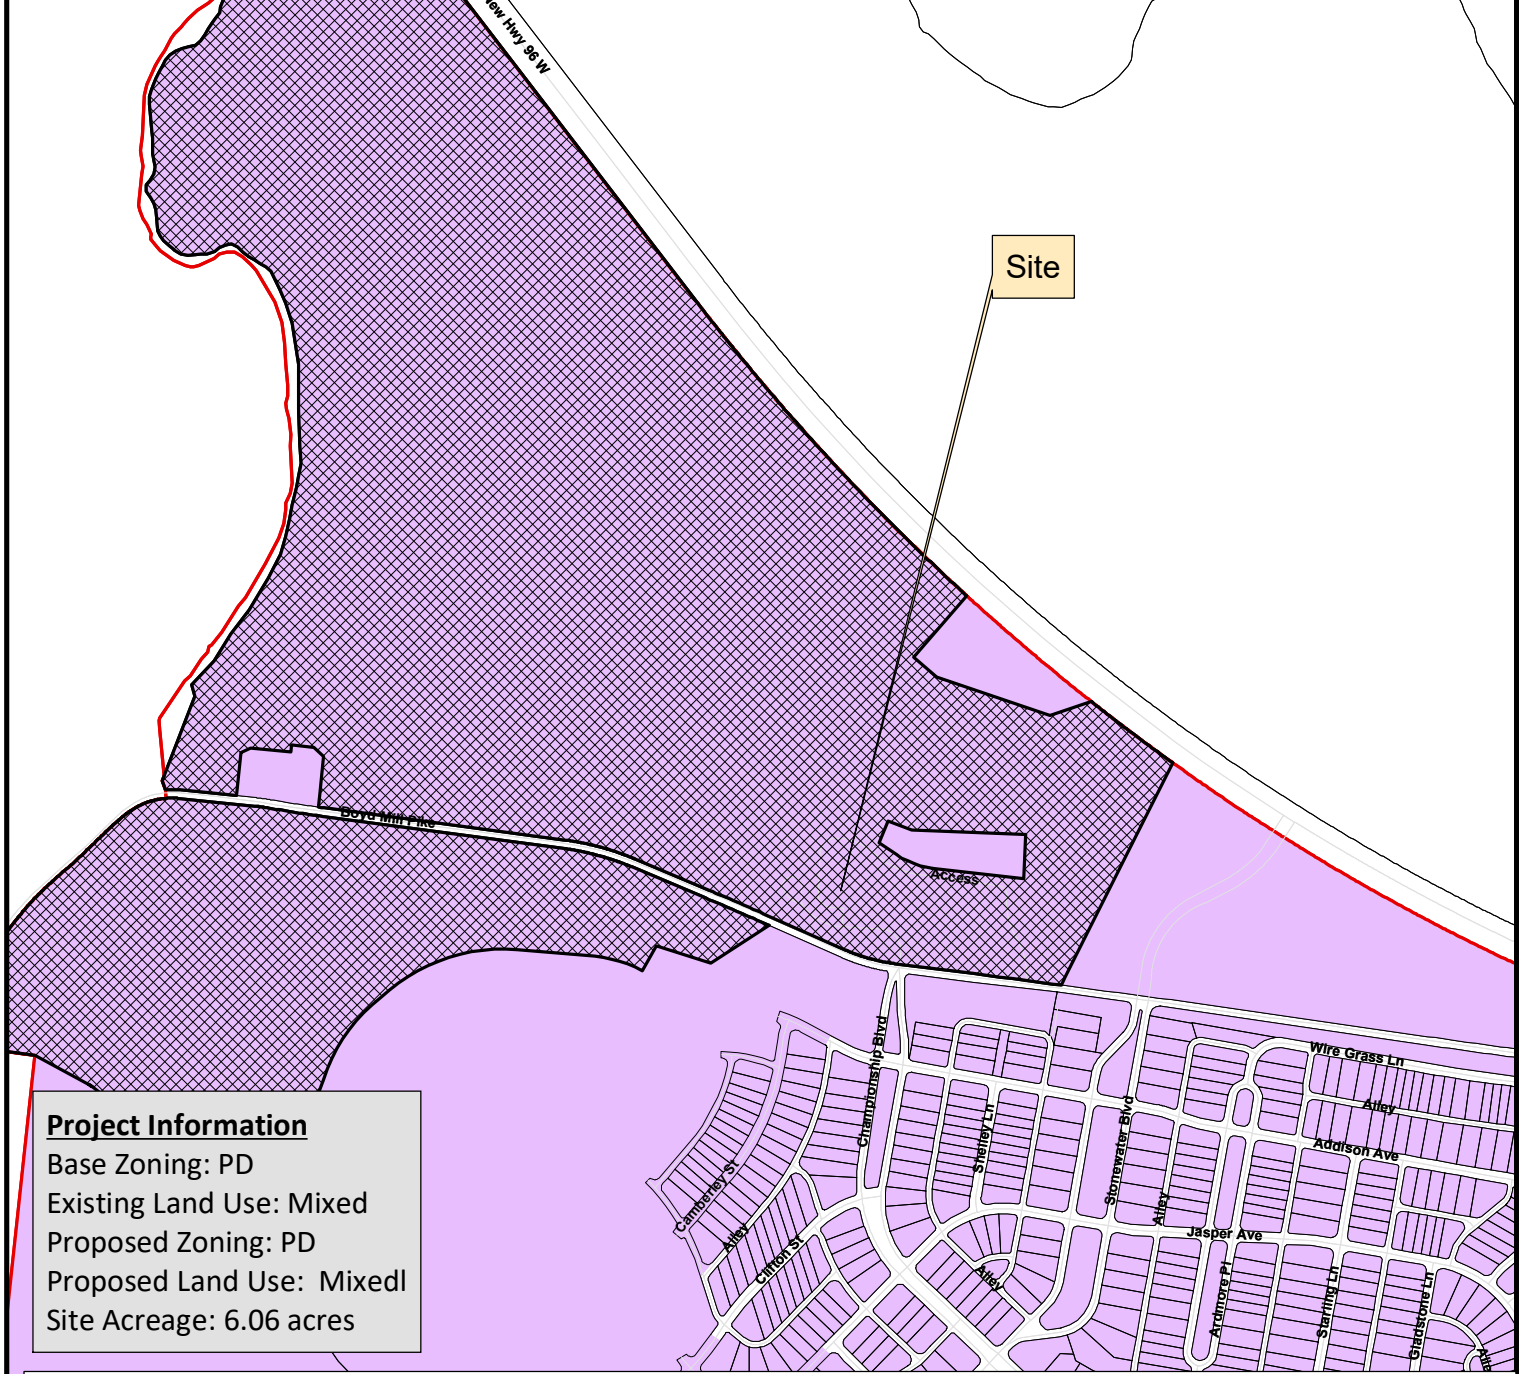 New Hwy 96 W
Site
Boyd Mill Pike
Access
Championship Blvd
Wire Grass Ln
Alley
Addison Ave
Shelley Ln
Stonewater Blvd
Camberley St
Alley
Clifton St
Alley
Alley
Jasper Ave
Ardmore Pl
Starling Ln
Gladstone Ln
Project Information
Base Zoning: PD
Existing Land Use: Mixed
Proposed Zoning: PD
Proposed Land Use:  Mixedl
Site Acreage: 6.06 acres